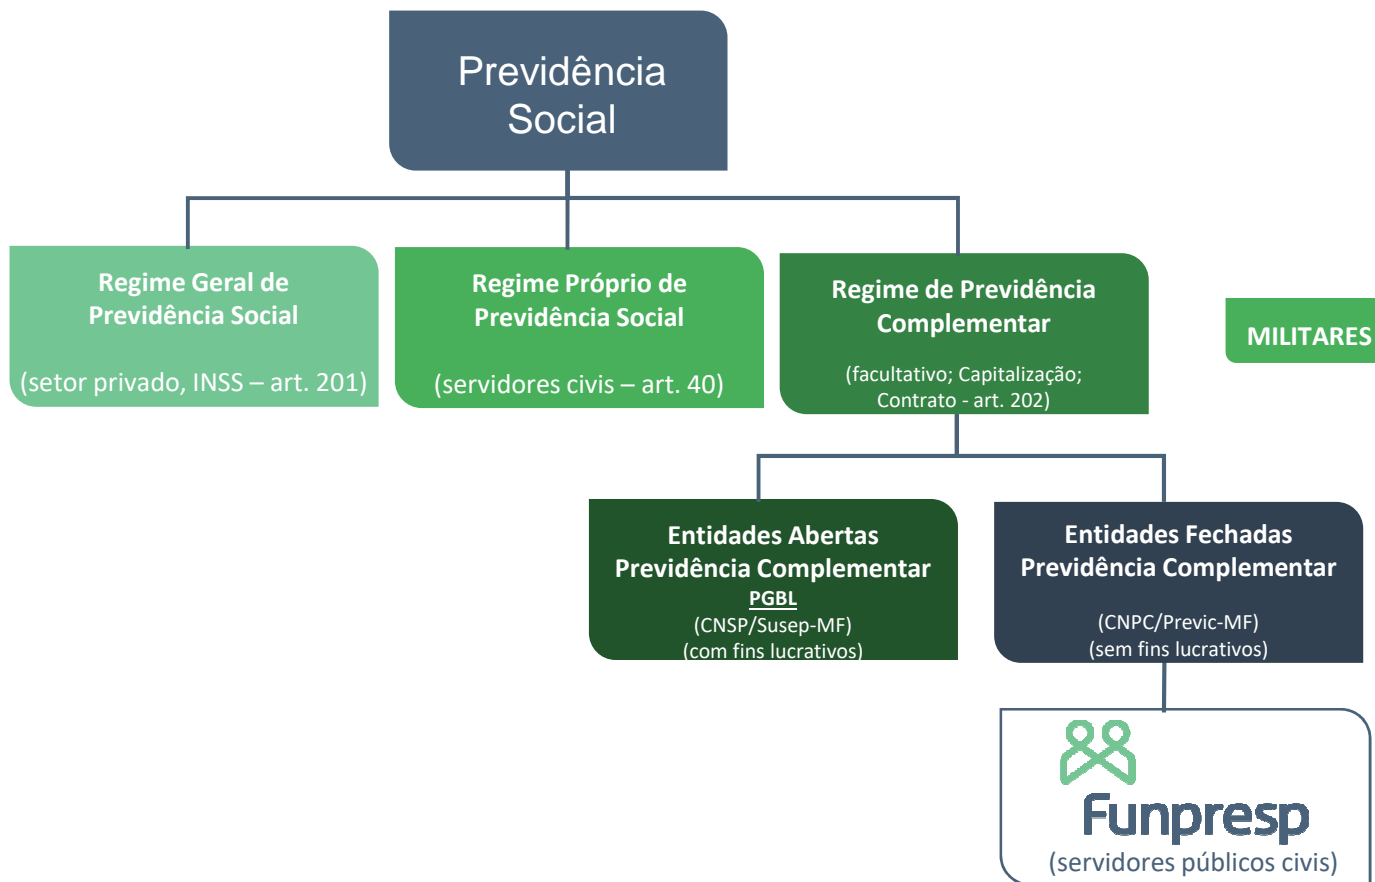 Previdência
Social
Regime Geral de
Previdência Social
(setor privado, INSS – art. 201)
Regime Próprio de
Previdência Social
(servidores civis – art. 40)
Regime de Previdência
Complementar
(facultativo; Capitalização;
Contrato - art. 202)
MILITARES
Entidades Abertas
Previdência Complementar
PGBL
(CNSP/Susep-MF)
(com fins lucrativos)
Entidades Fechadas
Previdência Complementar
(CNPC/Previc-MF)
(sem fins lucrativos)
Funpresp
(servidores públicos civis)